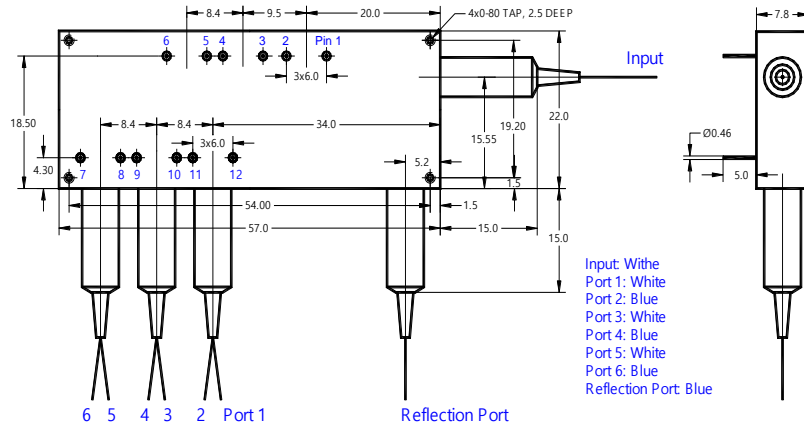 8.4
9.5
20.0
4x0-80 TAP, 2.5 DEEP
7.8
6
5
4
3
2
Pin 1
Input
3x6.0
8.4
8.4
34.0
18.50
15.55
19.20
22.0
Ø0.46
3x6.0
4.30
5.2
1.5
5.0
7
8
9
10
11
12
54.00
1.5
57.0
15.0
15.0
Input: Withe
Port 1: White
Port 2: Blue
Port 3: White
Port 4: Blue
Port 5: White
Port 6: Blue
Reflection Port: Blue
6 5 4 3 2 Port 1 Reflection Port